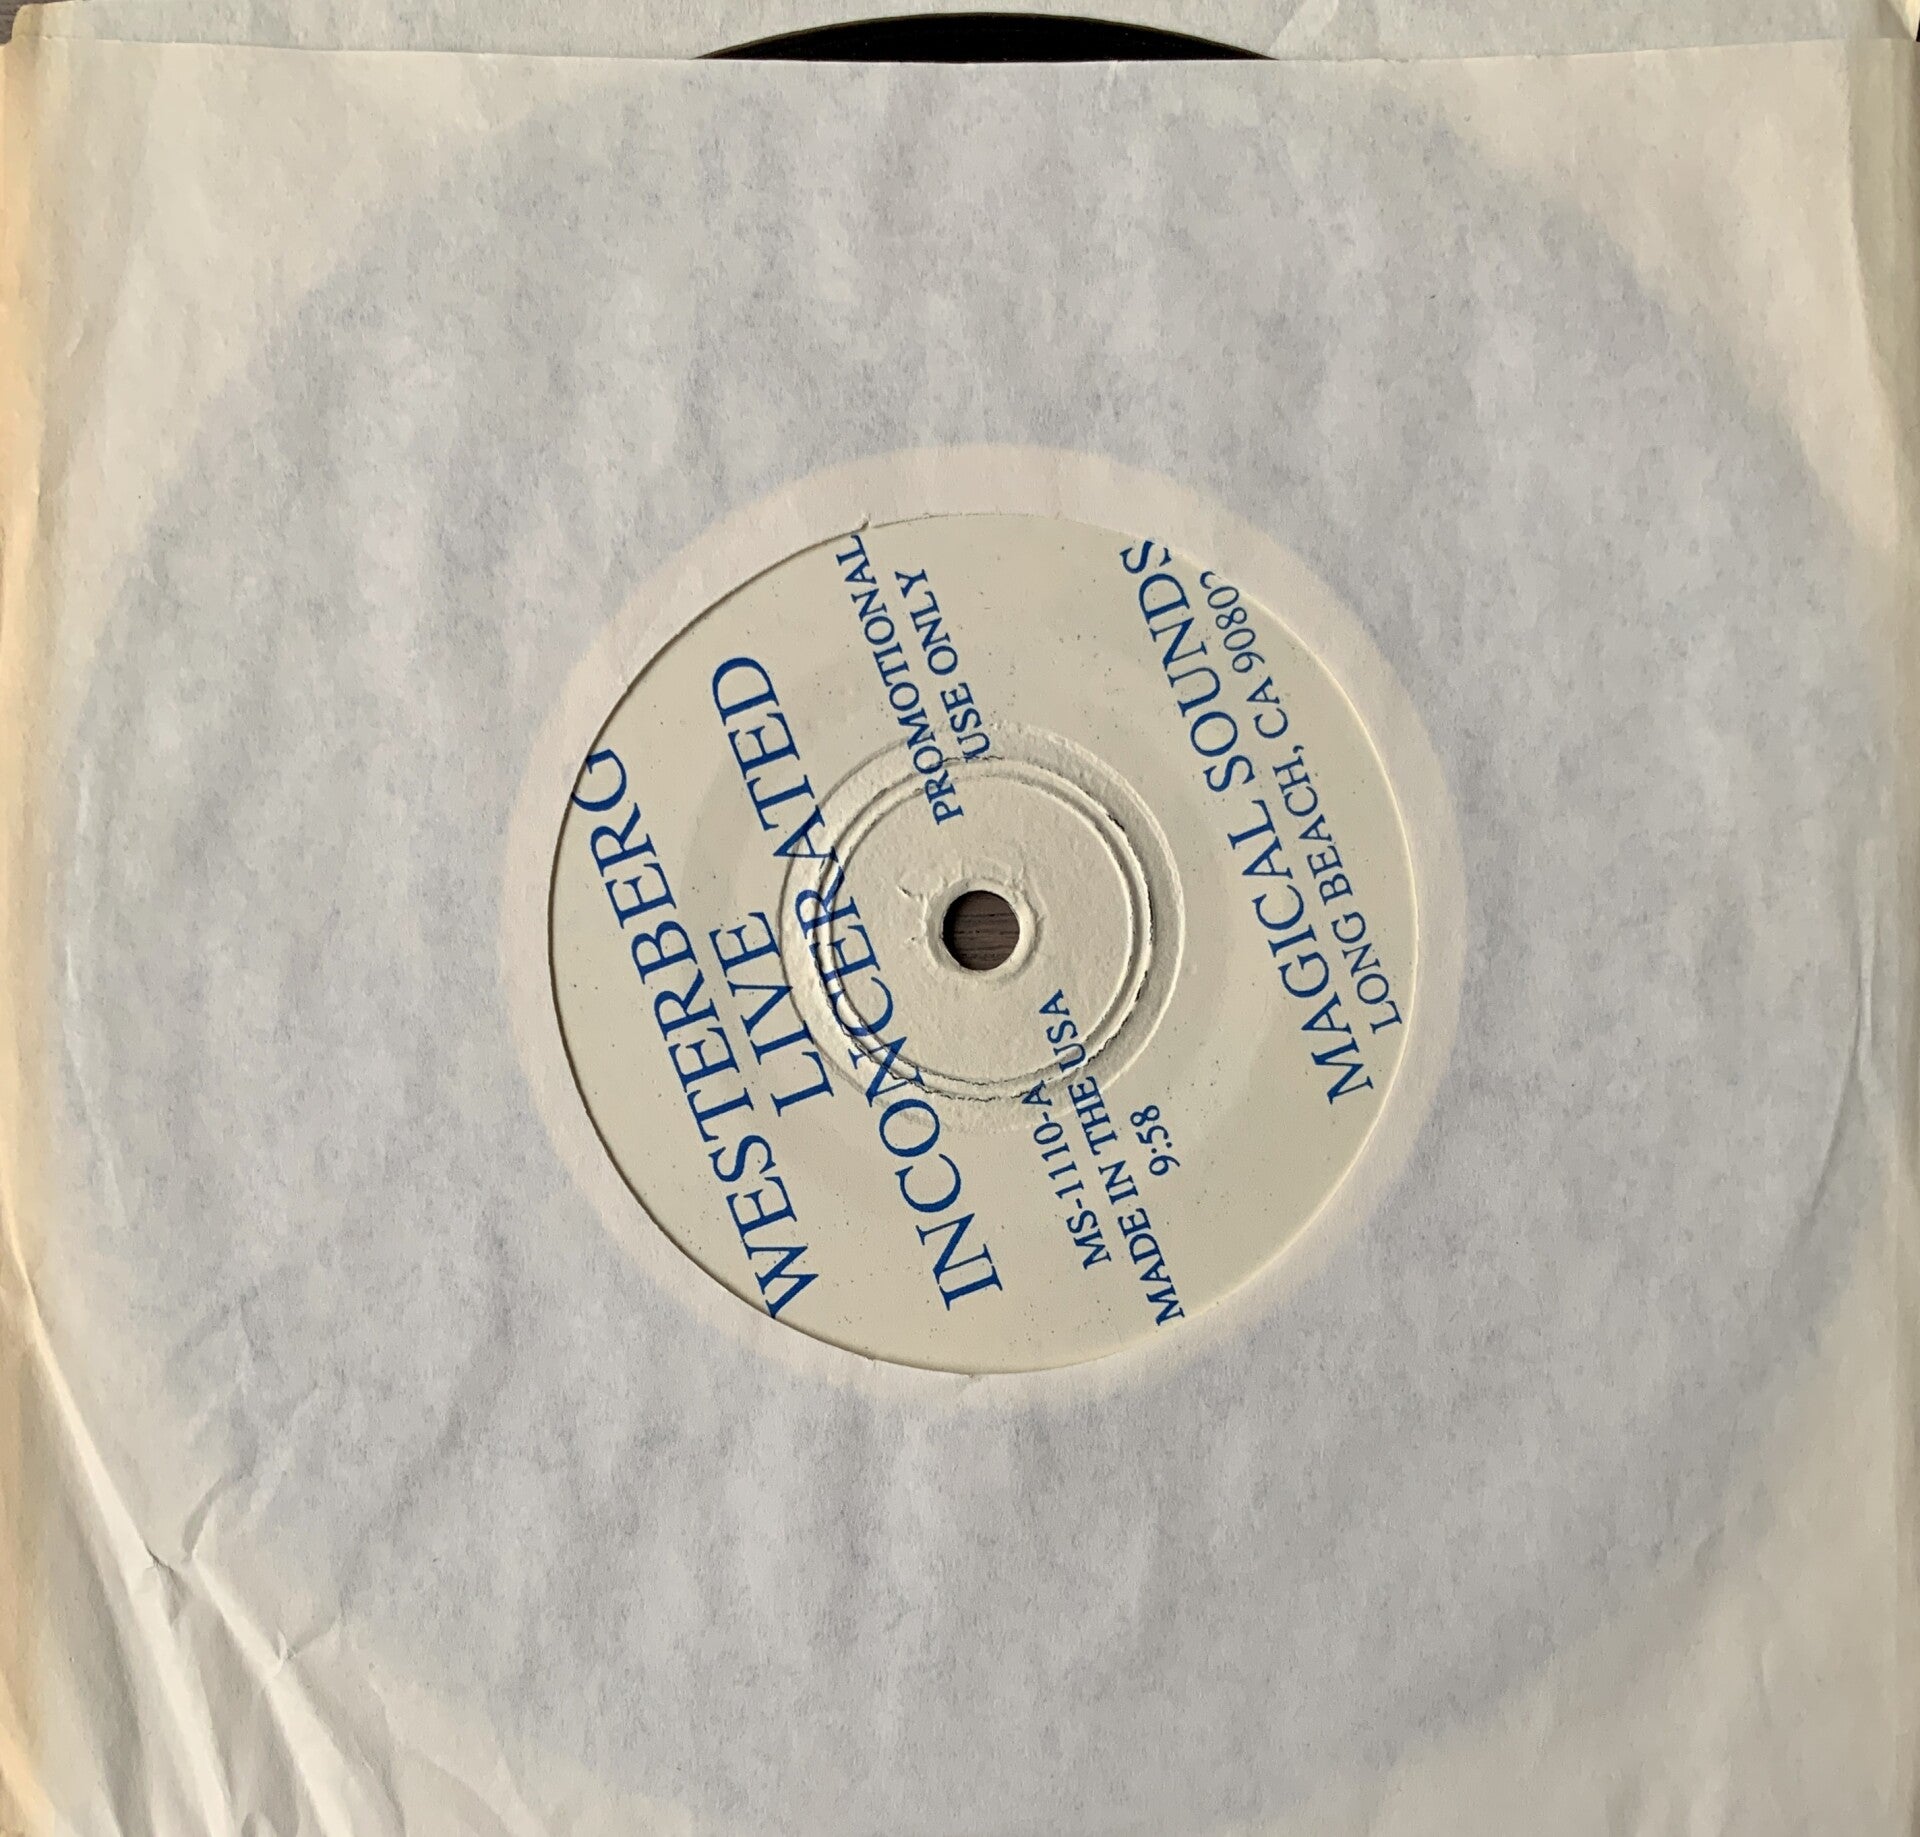 WESTERBERG
LIVE
INCONCERATED
PROMOTIONAL
USE ONLY
MS-1110-A
MADE IN THE USA
9:58
MAGICAL SOUNDS
LONG BEACH, CA